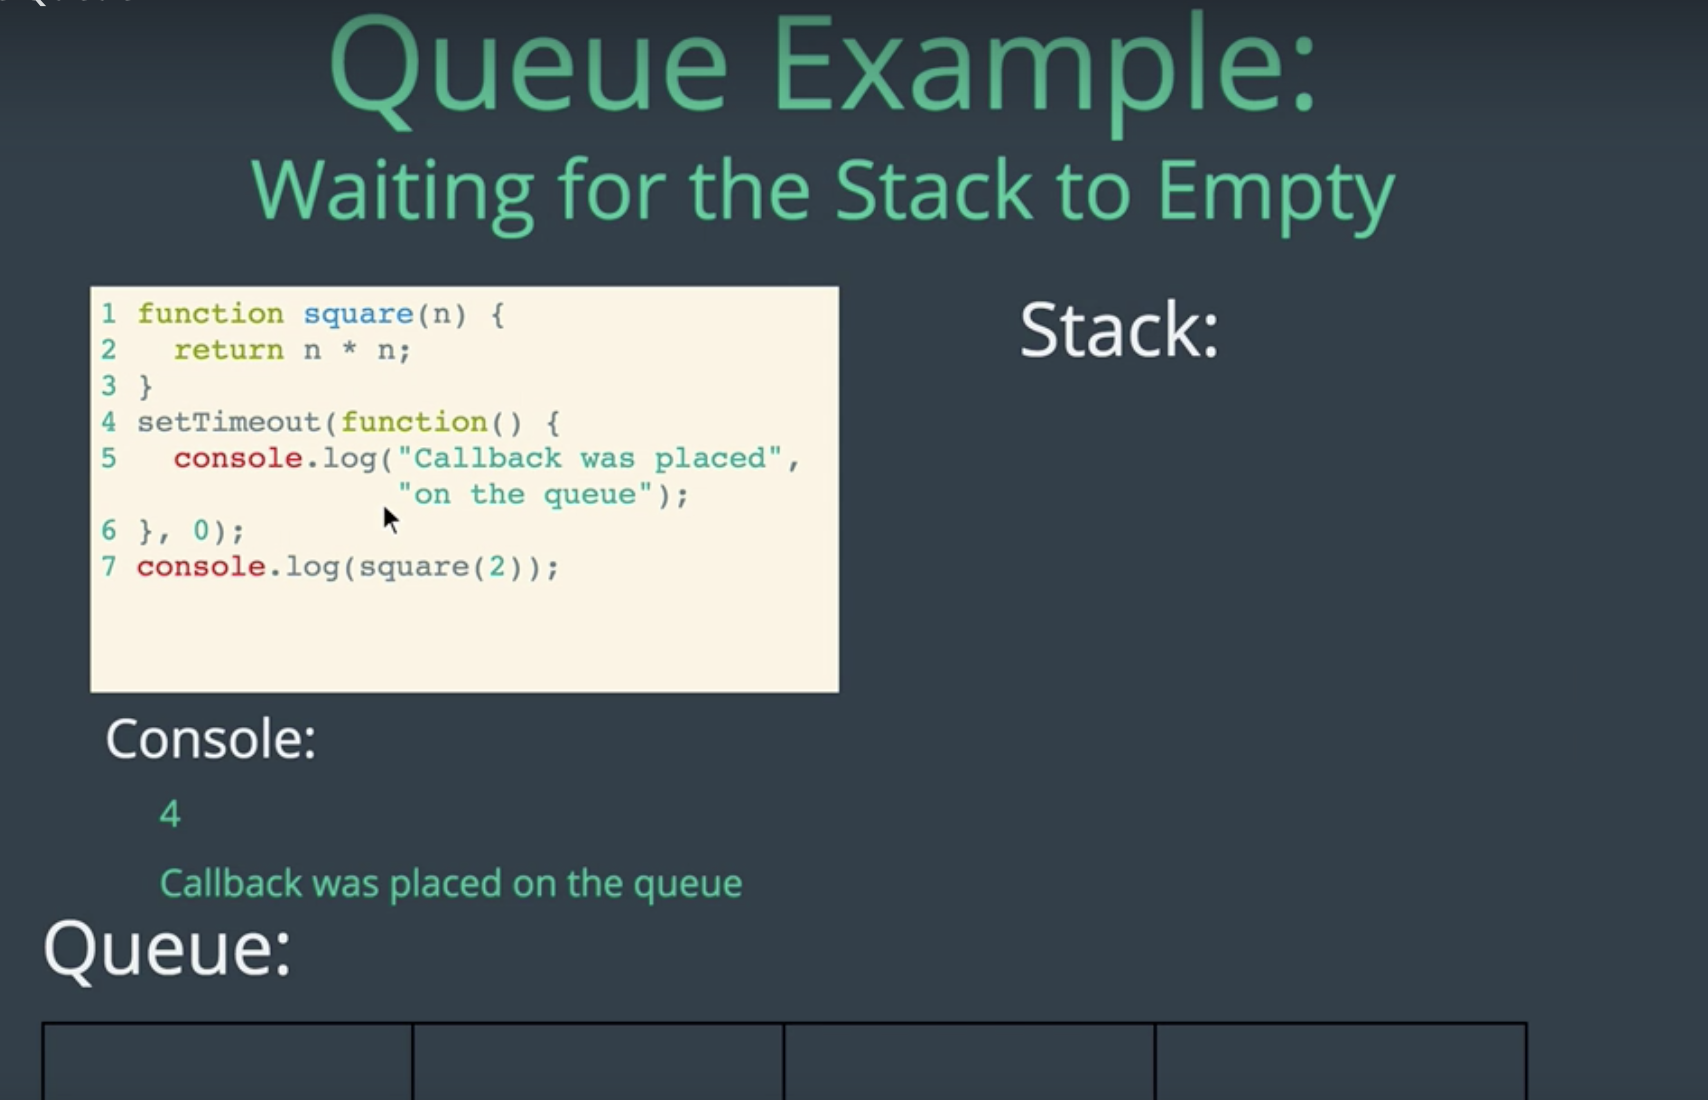 Queue Example:
Waiting for the Stack to Empty
1 function square(n) {
2   return n * n;
3 }
4 setTimeout(function() {
5   console.log("Callback was placed",
"on the queue");
6 }, 0);
7 console.log(square(2));
Stack:
Console:
4
Callback was placed on the queue
Queue: